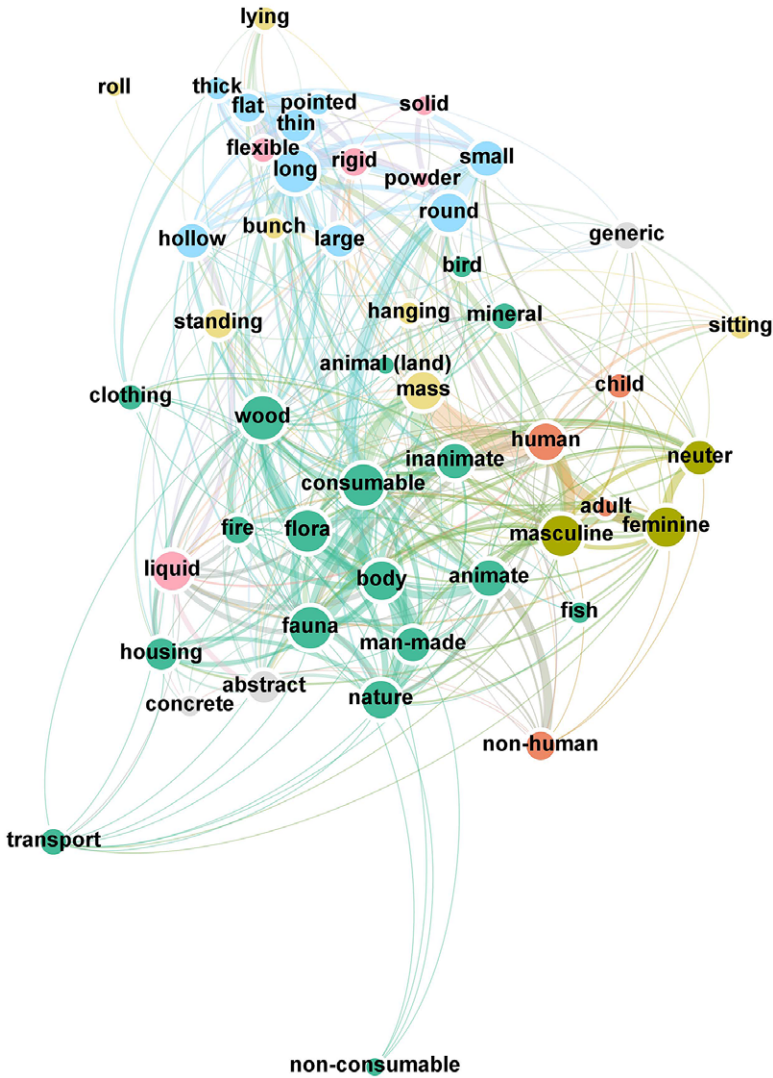 lying
roll
thick
flat
pointed
thin
solid
flexible
long
rigid
powder
small
round
hollow
bunch
large
bird
generic
standing
hanging
mineral
sitting
animal (land)
mass
clothing
child
wood
human
neuter
inanimate
consumable
adult
masculine
feminine
fire
flora
liquid
body
animate
fish
fauna
housing
man-made
abstract
nature
concrete
non-human
transport
non-consumable